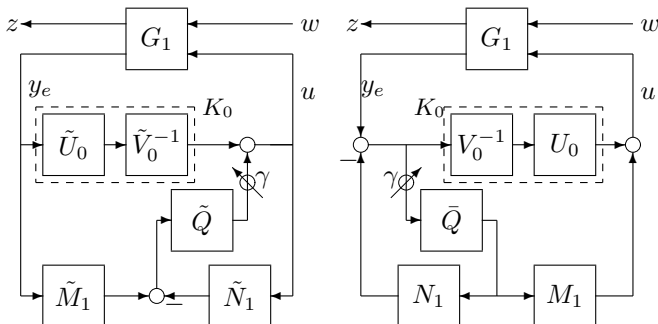 z G₁ w
yₑ u
K₀
Ũ₀ Ṽ₀⁻¹
γ
Q̃
M̃₁ − Ñ₁
z G₁ w
yₑ u
K₀
− V₀⁻¹ U₀
γ
Q̄
N₁ M₁